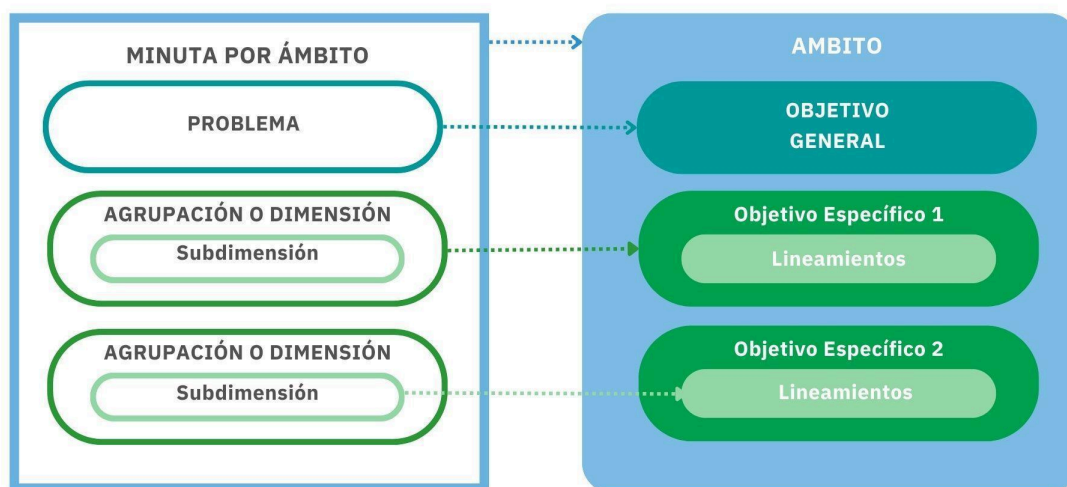 MINUTA POR ÁMBITO
PROBLEMA
AGRUPACIÓN O DIMENSIÓN
Subdimensión
AGRUPACIÓN O DIMENSIÓN
Subdimensión
AMBITO
OBJETIVO
GENERAL
Objetivo Específico 1
Lineamientos
Objetivo Específico 2
Lineamientos